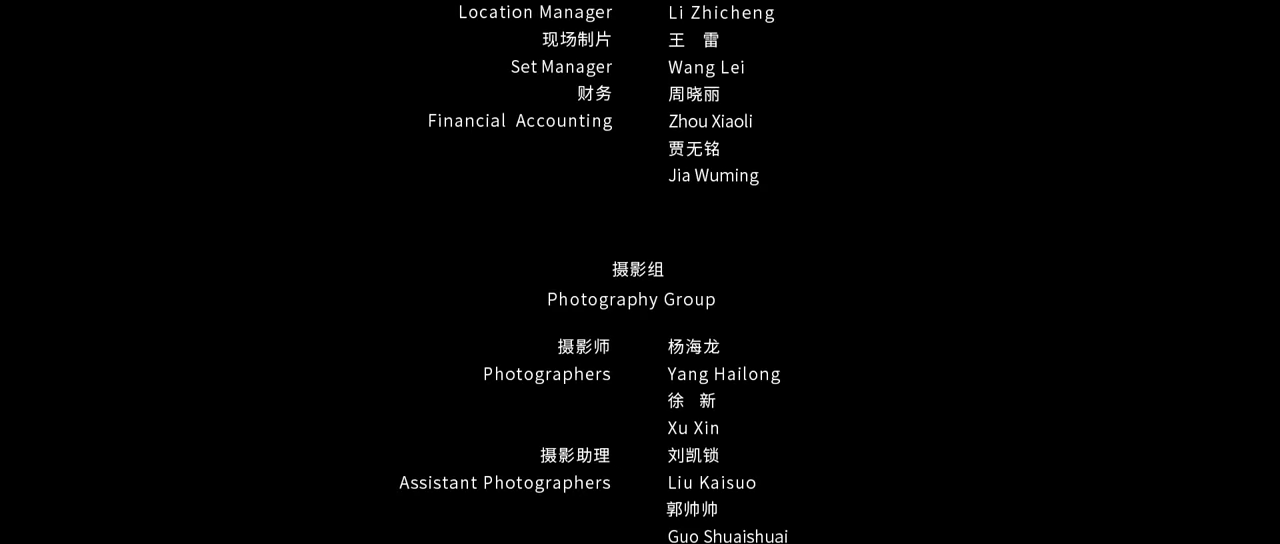 Location Manager Li Zhicheng
现场制片 王 雷
Set Manager Wang Lei
财务 周晓丽
Financial Accounting Zhou Xiaoli
贾无铭
Jia Wuming
摄影组
Photography Group
摄影师 杨海龙
Photographers Yang Hailong
徐 新
Xu Xin
摄影助理 刘凯锁
Assistant Photographers Liu Kaisuo
郭帅帅
Guo Shuaishuai